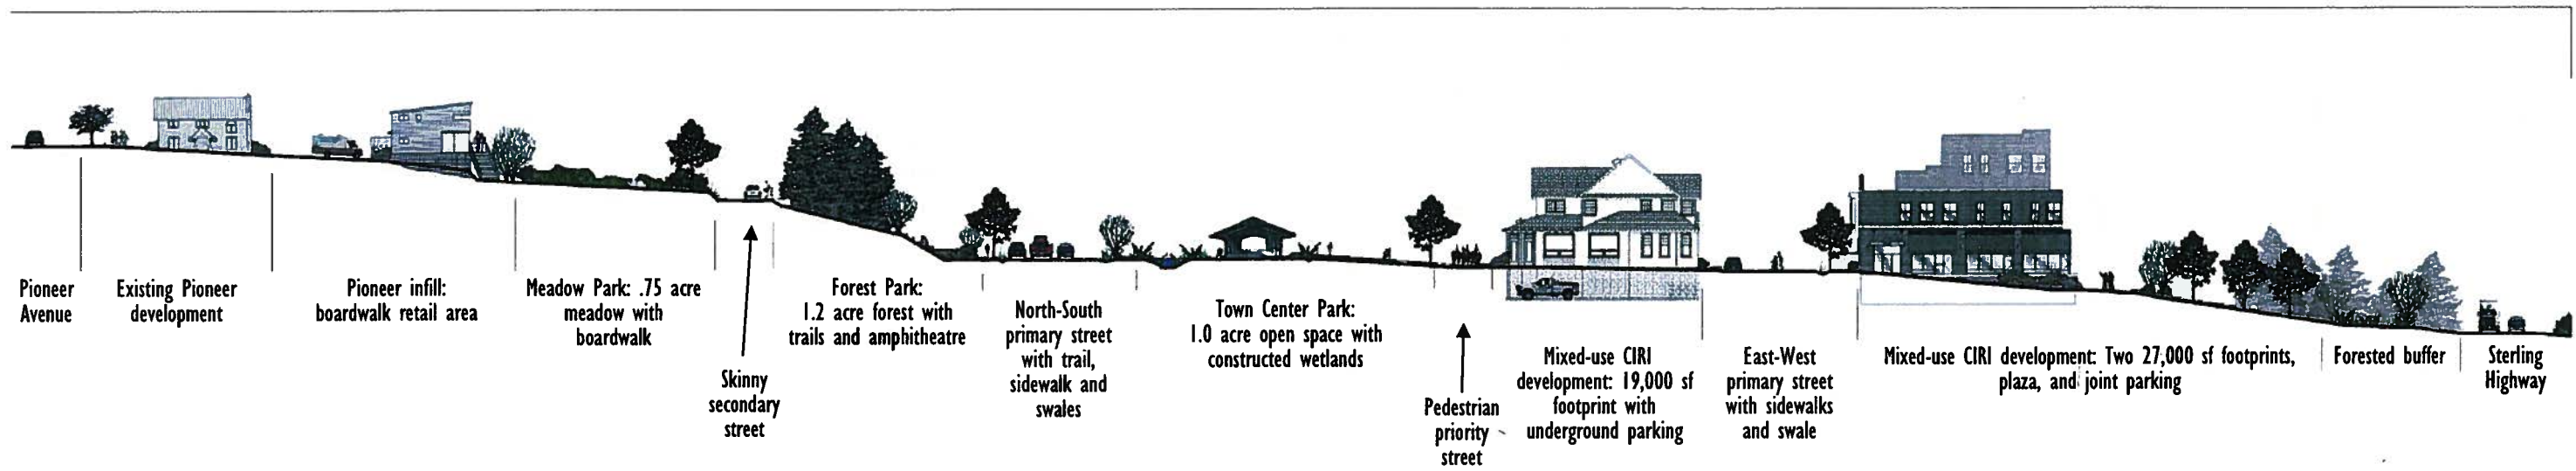 Pioneer
Avenue
Existing Pioneer
development
Pioneer infill:
boardwalk retail area
Meadow Park: .75 acre
meadow with
boardwalk
Skinny
secondary
street
Forest Park:
1.2 acre forest with
trails and amphitheatre
North-South
primary street
with trail,
sidewalk and
swales
Town Center Park:
1.0 acre open space with
constructed wetlands
Pedestrian
priority
street
Mixed-use CIRI
development: 19,000 sf
footprint with
underground parking
East-West
primary street
with sidewalks
and swale
Mixed-use CIRI development: Two 27,000 sf footprints,
plaza, and joint parking
Forested buffer
Sterling
Highway